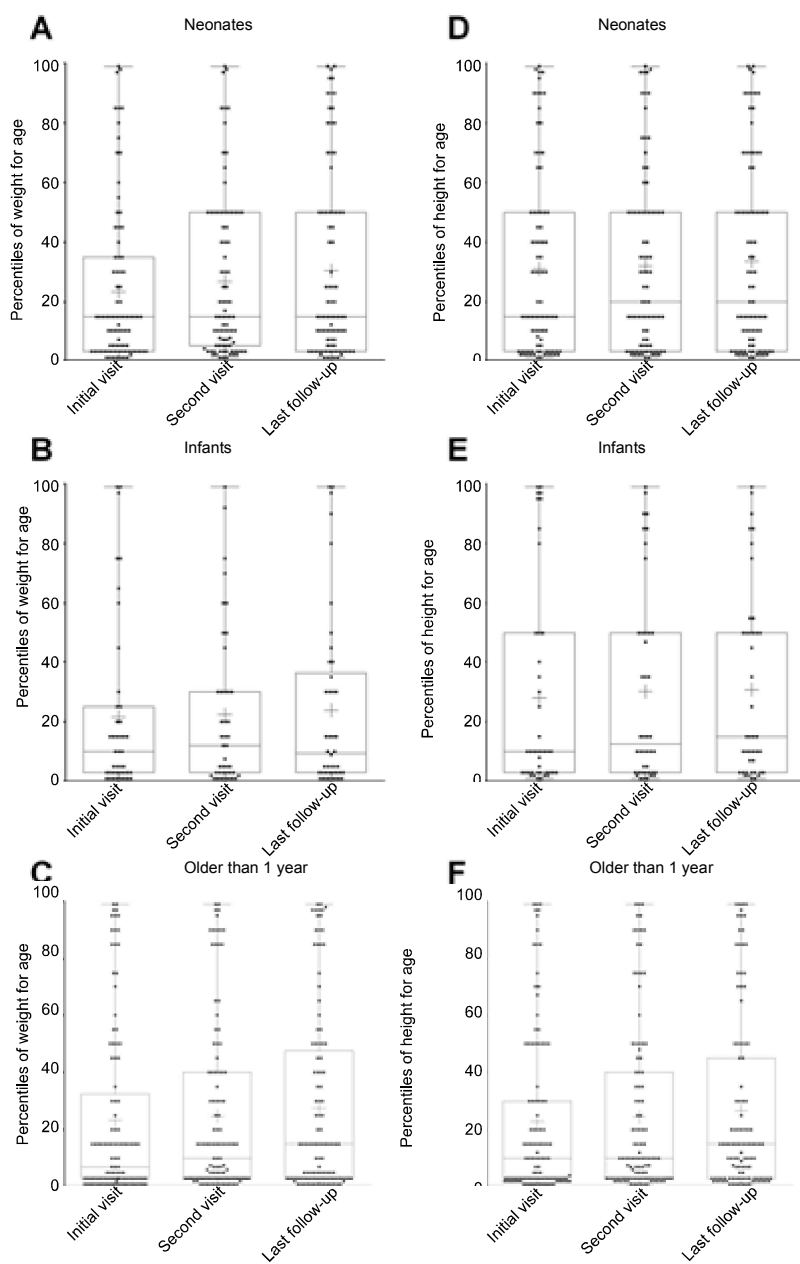 A
Neonates
Percentiles of weight for age
100
80
60
40
20
0
Initial visit
Second visit
Last follow-up
D
Neonates
Percentiles of height for age
100
80
60
40
20
0
Initial visit
Second visit
Last follow-up
B
Infants
Percentiles of weight for age
100
80
60
40
20
0
Initial visit
Second visit
Last follow-up
E
Infants
Percentiles of height for age
100
80
60
40
20
0
Initial visit
Second visit
Last follow-up
C
Older than 1 year
Percentiles of weight for age
100
80
60
40
20
0
Initial visit
Second visit
Last follow-up
F
Older than 1 year
Percentiles of height for age
100
80
60
40
20
0
Initial visit
Second visit
Last follow-up